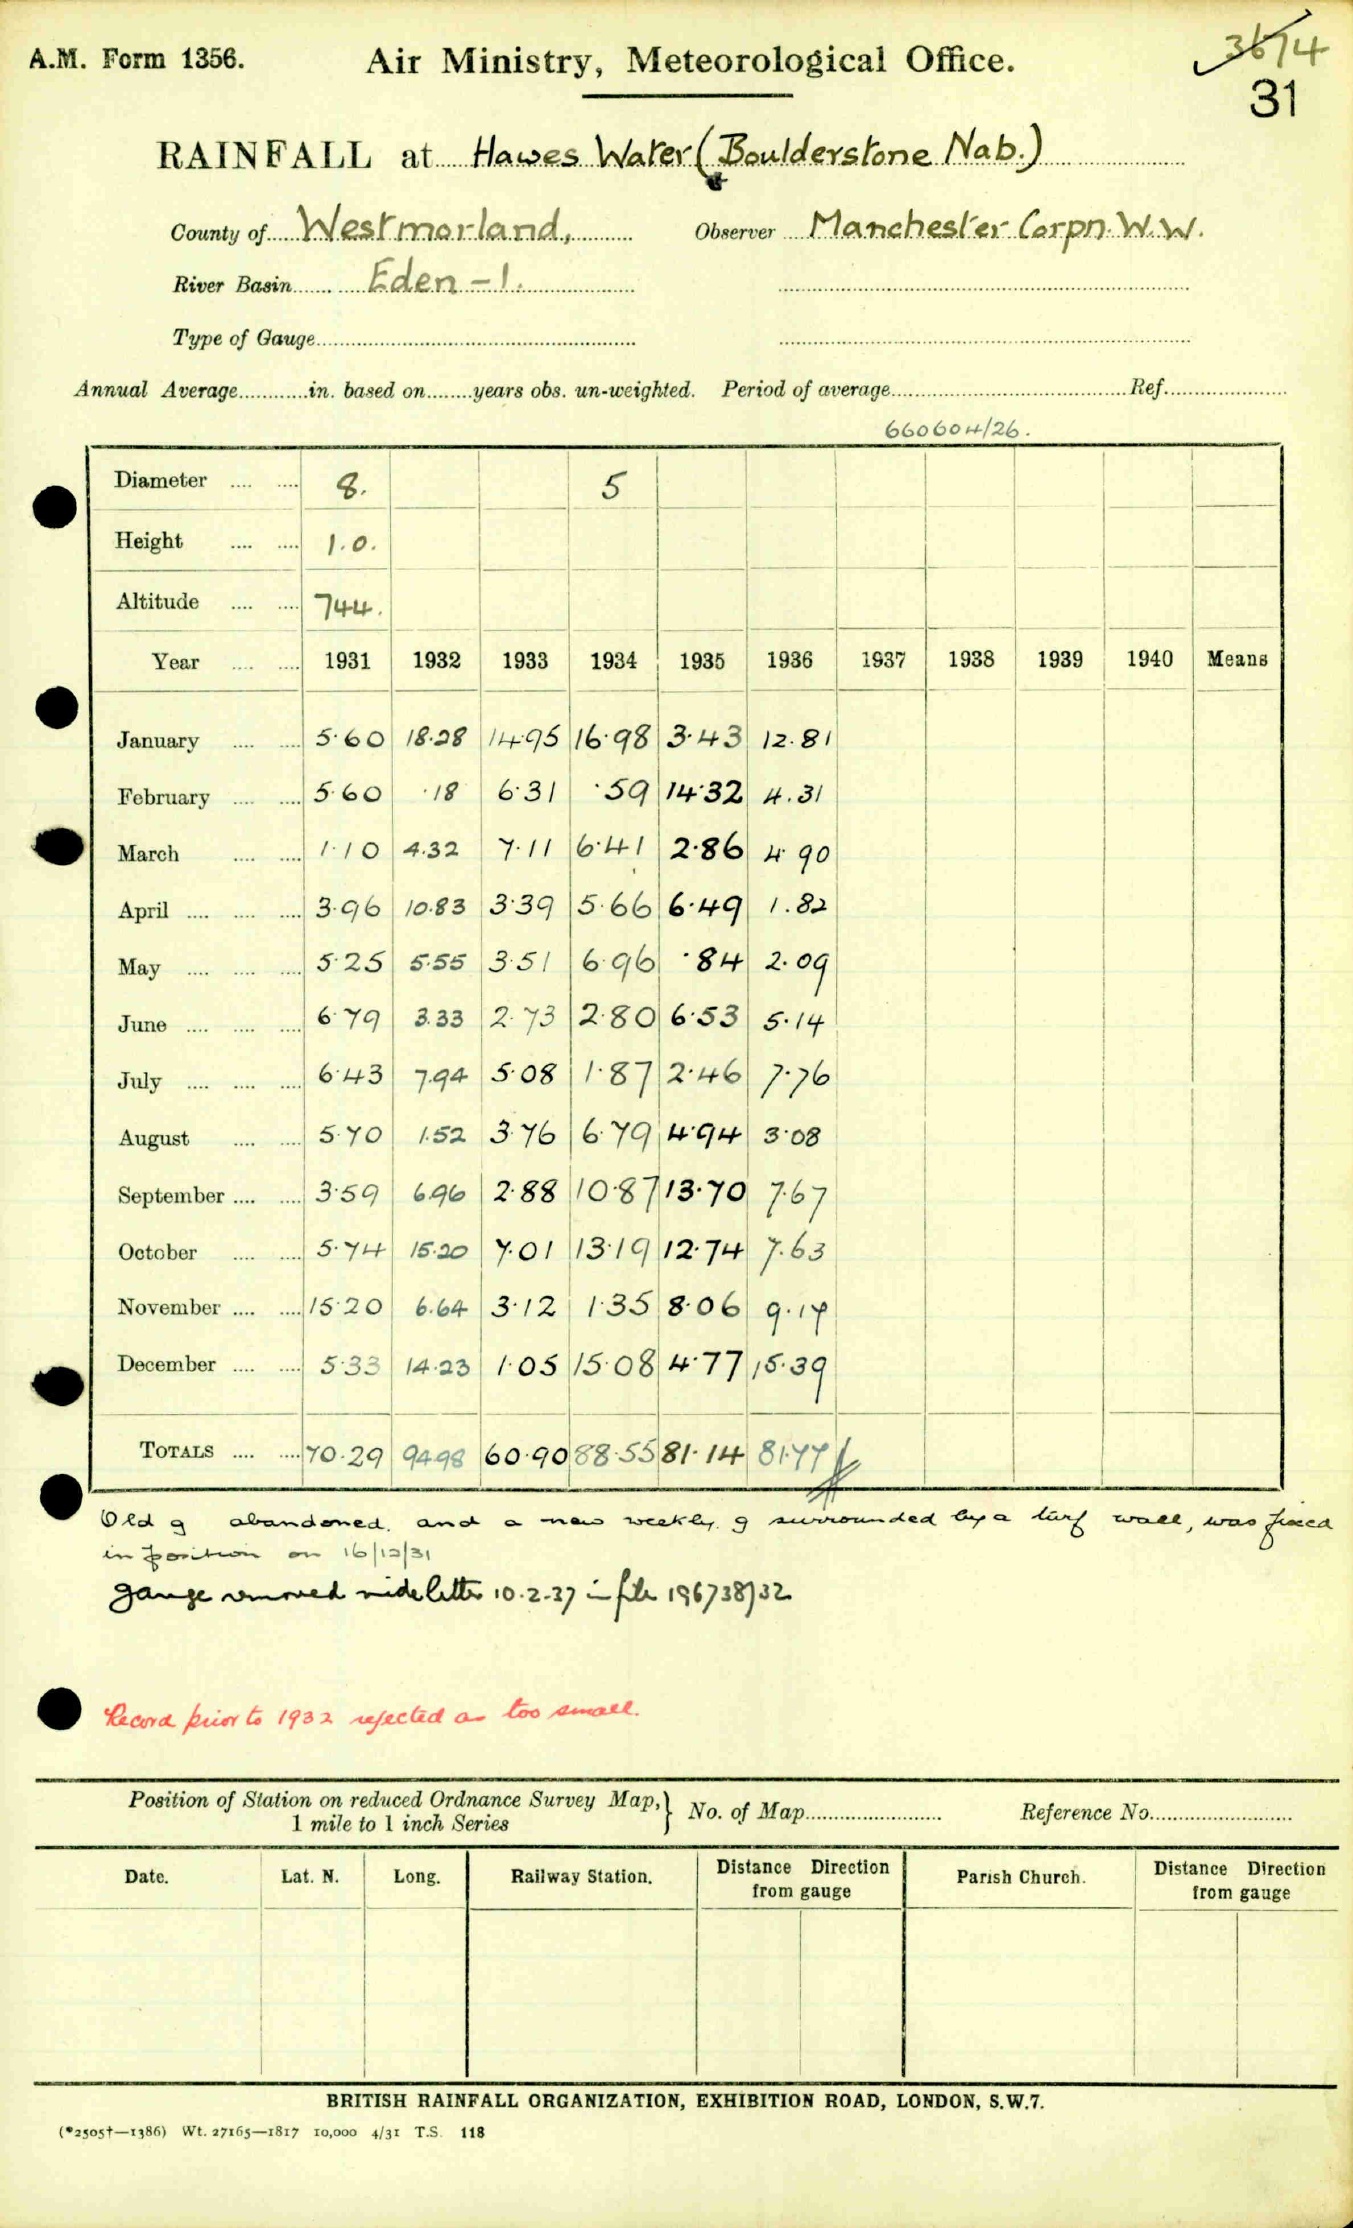 A.M. Form 1356.
Air Ministry, Meteorological Office.
3674
31
RAINFALL at Hawes Water (Boulderstone Nab.)
County of Westmorland, Observer Manchester Corpn. W.W.
River Basin Eden - 1.
Type of Gauge
Annual Average in. based on years obs. un-weighted. Period of average Ref.
660604/26.
Diameter 8. 5
Height 1.0.
Altitude 744.
Year 1931 1932 1933 1934 1935 1936 1937 1938 1939 1940 Means
January 5.60 18.28 14.95 16.98 3.43 12.81
February 5.60 .18 6.31 .59 14.32 4.31
March 1.10 4.32 7.11 6.41 2.86 4.90
April 3.96 10.83 3.39 5.66 6.49 1.82
May 5.25 5.55 3.51 6.96 .84 2.09
June 6.79 3.33 2.73 2.80 6.53 5.14
July 6.43 7.94 5.08 1.87 2.46 7.76
August 5.70 1.52 3.76 6.79 4.94 3.08
September 3.59 6.96 2.88 10.87 13.70 7.67
October 5.74 15.20 7.01 13.19 12.74 7.63
November 15.20 6.64 3.12 1.35 8.06 9.17
December 5.33 14.23 1.05 15.08 4.77 15.39
TOTALS 70.29 94.98 60.90 88.55 81.14 81.77
Old g abandoned. and a new weekly g surrounded by a turf wall, was fixed
in position on 16/12/31
gauge removed vide letter 10.2.37 in file 196738/32
Record prior to 1932 rejected as too small.
Position of Station on reduced Ordnance Survey Map, } No. of Map Reference No.
1 mile to 1 inch Series
Date. Lat. N. Long. Railway Station. Distance Direction from gauge Parish Church. Distance Direction from gauge
BRITISH RAINFALL ORGANIZATION, EXHIBITION ROAD, LONDON, S.W.7.
(*2505†—1386) Wt. 27165—1817 10,000 4/31 T.S. 118